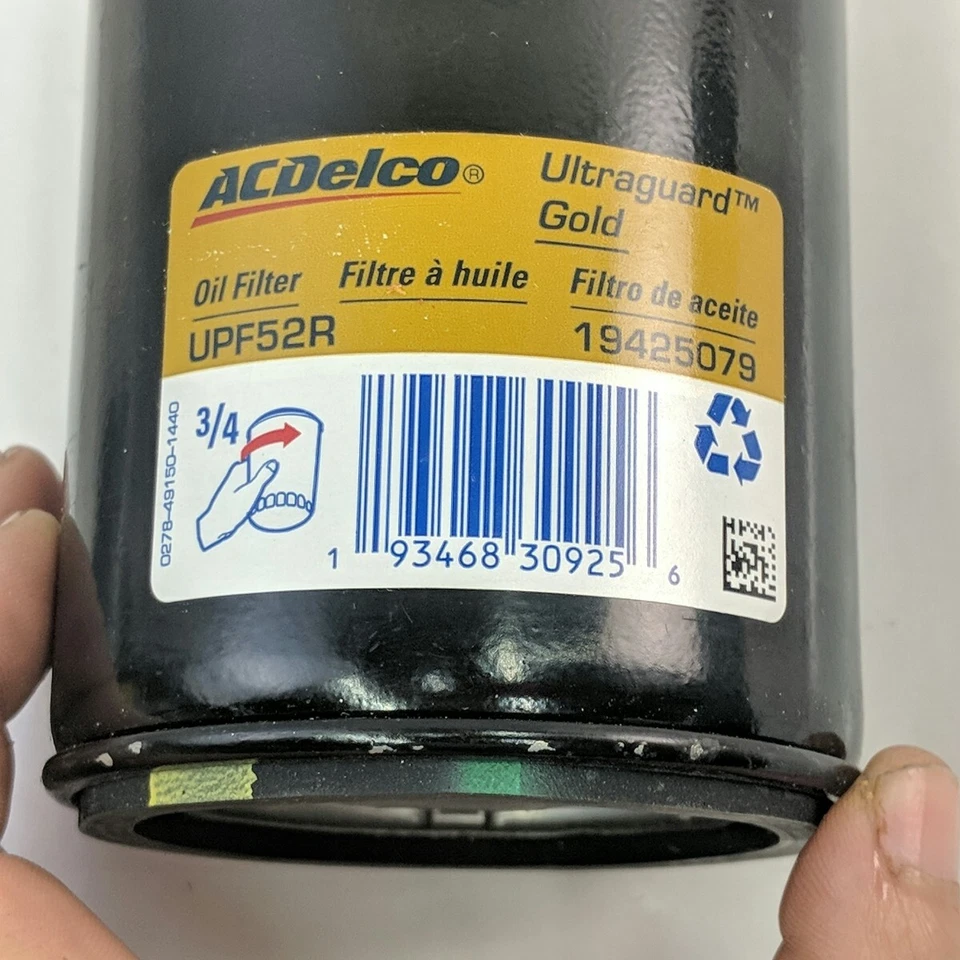 ACDelco®
Ultraguard™
Gold
Oil Filter
Filtre à huile
Filtro de aceite
UPF52R
19425079
3/4
0278-49150-1440
1 93468 30925 6